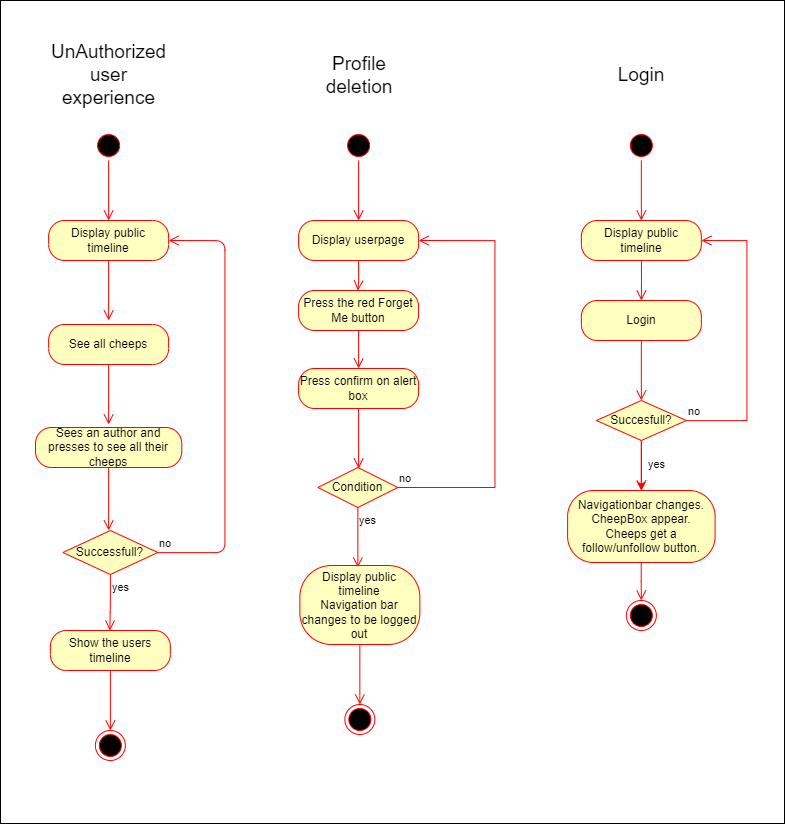 UnAuthorized
user
experience
Display public
timeline
See all cheeps
Sees an author and
presses to see all their
cheeps
Successfull?
no
yes
Show the users
timeline
Profile
deletion
Display userpage
Press the red Forget
Me button
Press confirm on alert
box
Condition
no
yes
Display public
timeline
Navigation bar
changes to be logged
out
Login
Display public
timeline
Login
Succesfull?
no
yes
Navigationbar changes.
CheepBox appear.
Cheeps get a
follow/unfollow button.